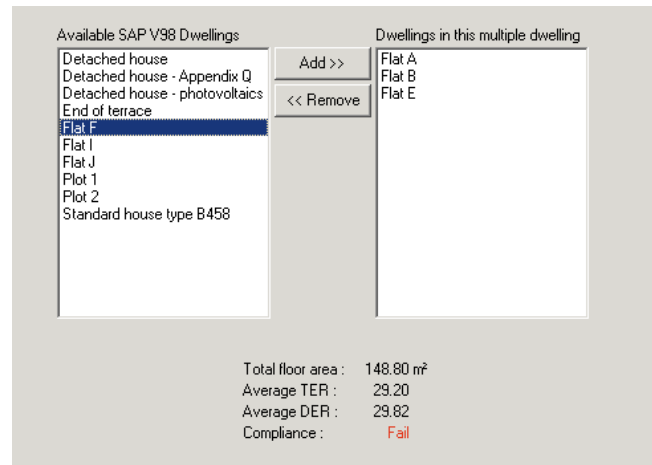 Available SAP V98 Dwellings
Detached house
Detached house - Appendix Q
Detached house - photovoltaics
End of terrace
Flat F
Flat I
Flat J
Plot 1
Plot 2
Standard house type B458
Add >>
<< Remove
Dwellings in this multiple dwelling
Flat A
Flat B
Flat E
Total floor area : 148.80 m²
Average TER : 29.20
Average DER : 29.82
Compliance : Fail